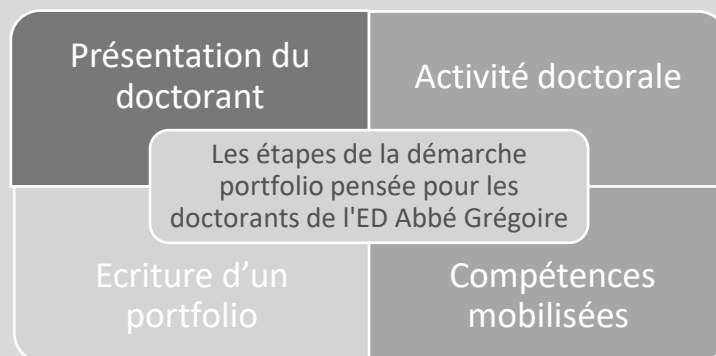 Présentation du
doctorant
Activité doctorale
Les étapes de la démarche
portfolio pensée pour les
doctorants de l'ED Abbé Grégoire
Ecriture d’un
portfolio
Compétences
mobilisées